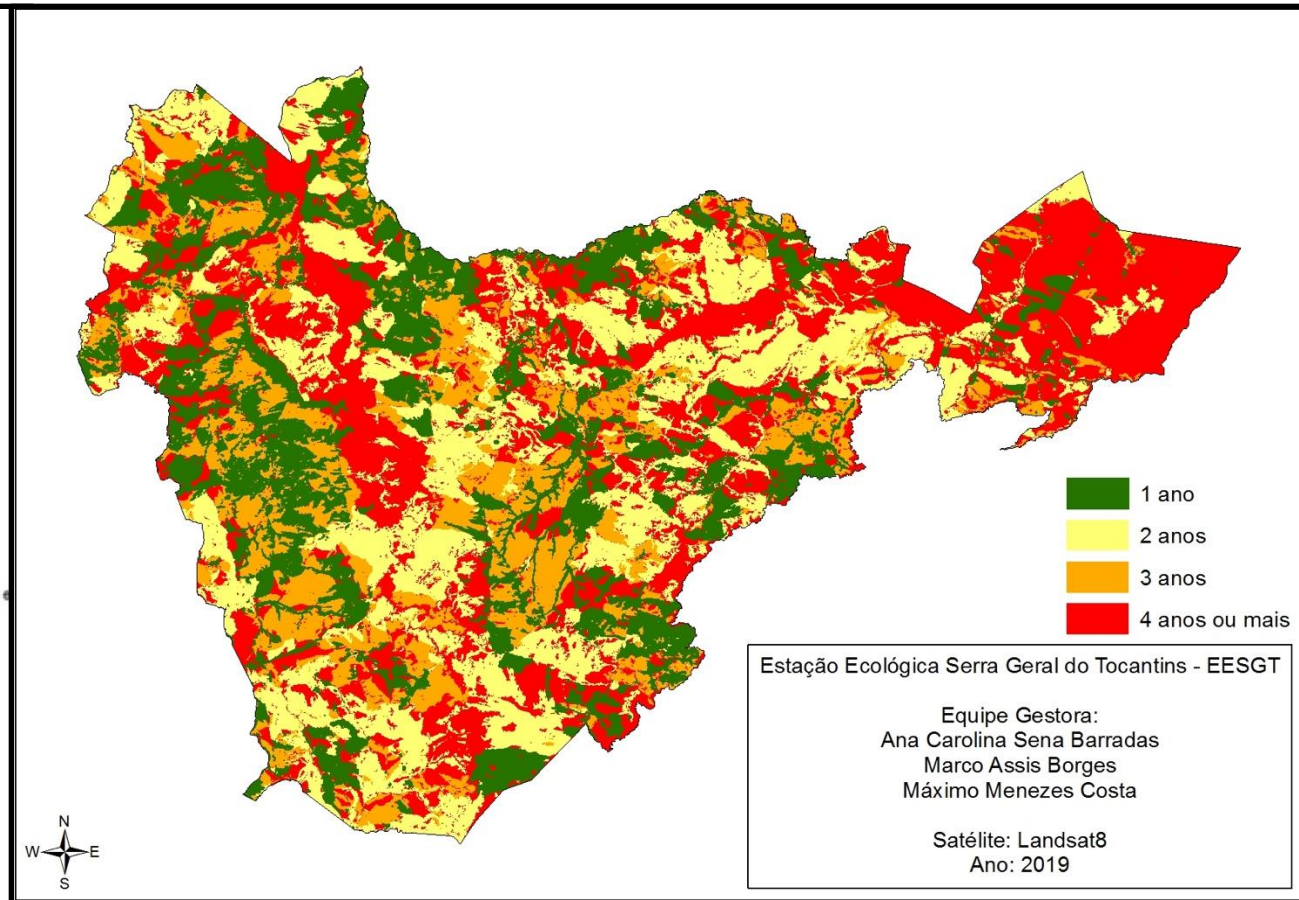 1 ano
2 anos
3 anos
4 anos ou mais
Estação Ecológica Serra Geral do Tocantins - EESGT
Equipe Gestora:
Ana Carolina Sena Barradas
Marco Assis Borges
Máximo Menezes Costa
Satélite: Landsat8
Ano: 2019
N
W E
S